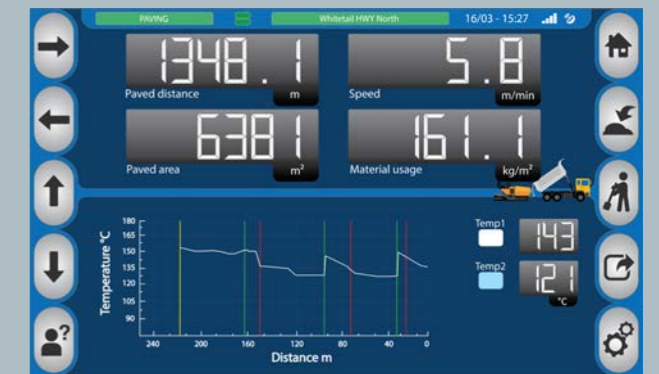 PAVING
Whitetail HWY North
16/03 - 15:27
1348.1
Paved distance
m
5.8
Speed
m/min
6381
Paved area
m²
161.1
Material usage
kg/m²
Temperature °C
180
165
150
135
120
105
90
240
200
160
120
80
40
0
Distance m
Temp1
143
Temp2
121
°C
?